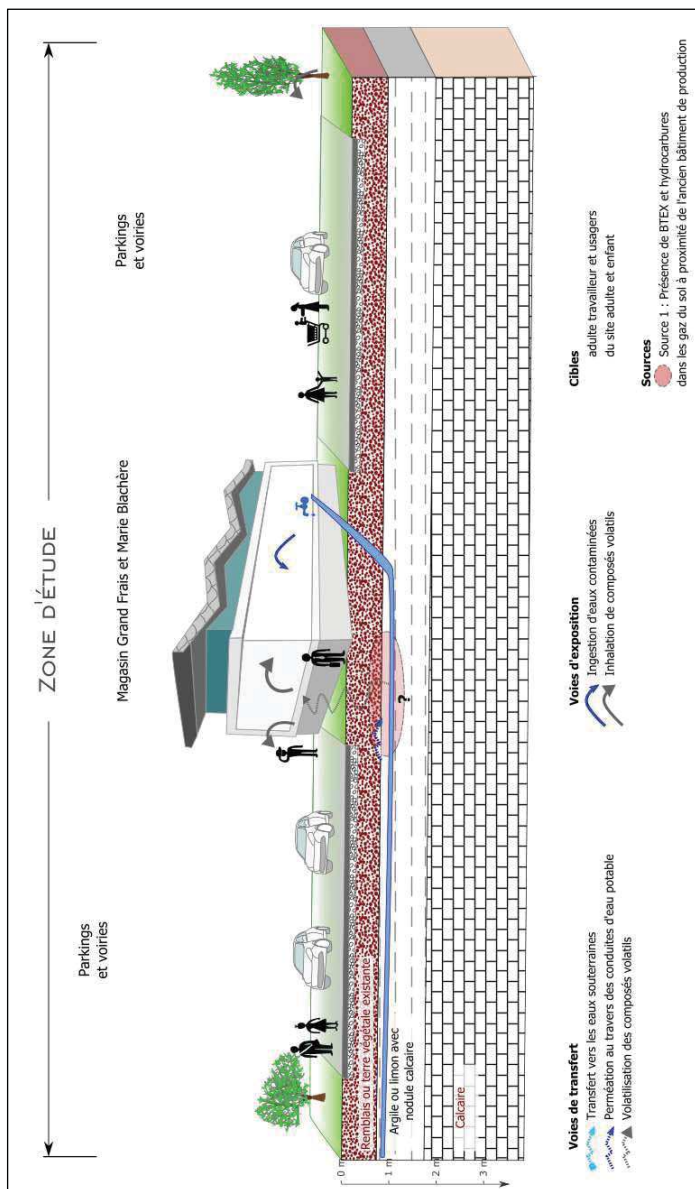 ZONE D'ÉTUDE
Parkings
et voiries
Magasin Grand Frais et Marie Blachère
Parkings
et voiries
0 m
1 m
2 m
3 m
Remblais ou terre végétale existante
Argile ou limon avec
nodule calcaire
Calcaire
?
Voies de transfert
Transfert vers les eaux souterraines
Perméation au travers des conduites d'eau potable
Volatilisation des composés volatils
Voies d'exposition
Ingestion d'eaux contaminées
Inhalation de composés volatils
Cibles
adulte travailleur et usagers
du site adulte et enfant
Sources
Source 1 : Présence de BTEX et hydrocarbures
dans les gaz du sol à proximité de l'ancien bâtiment de production